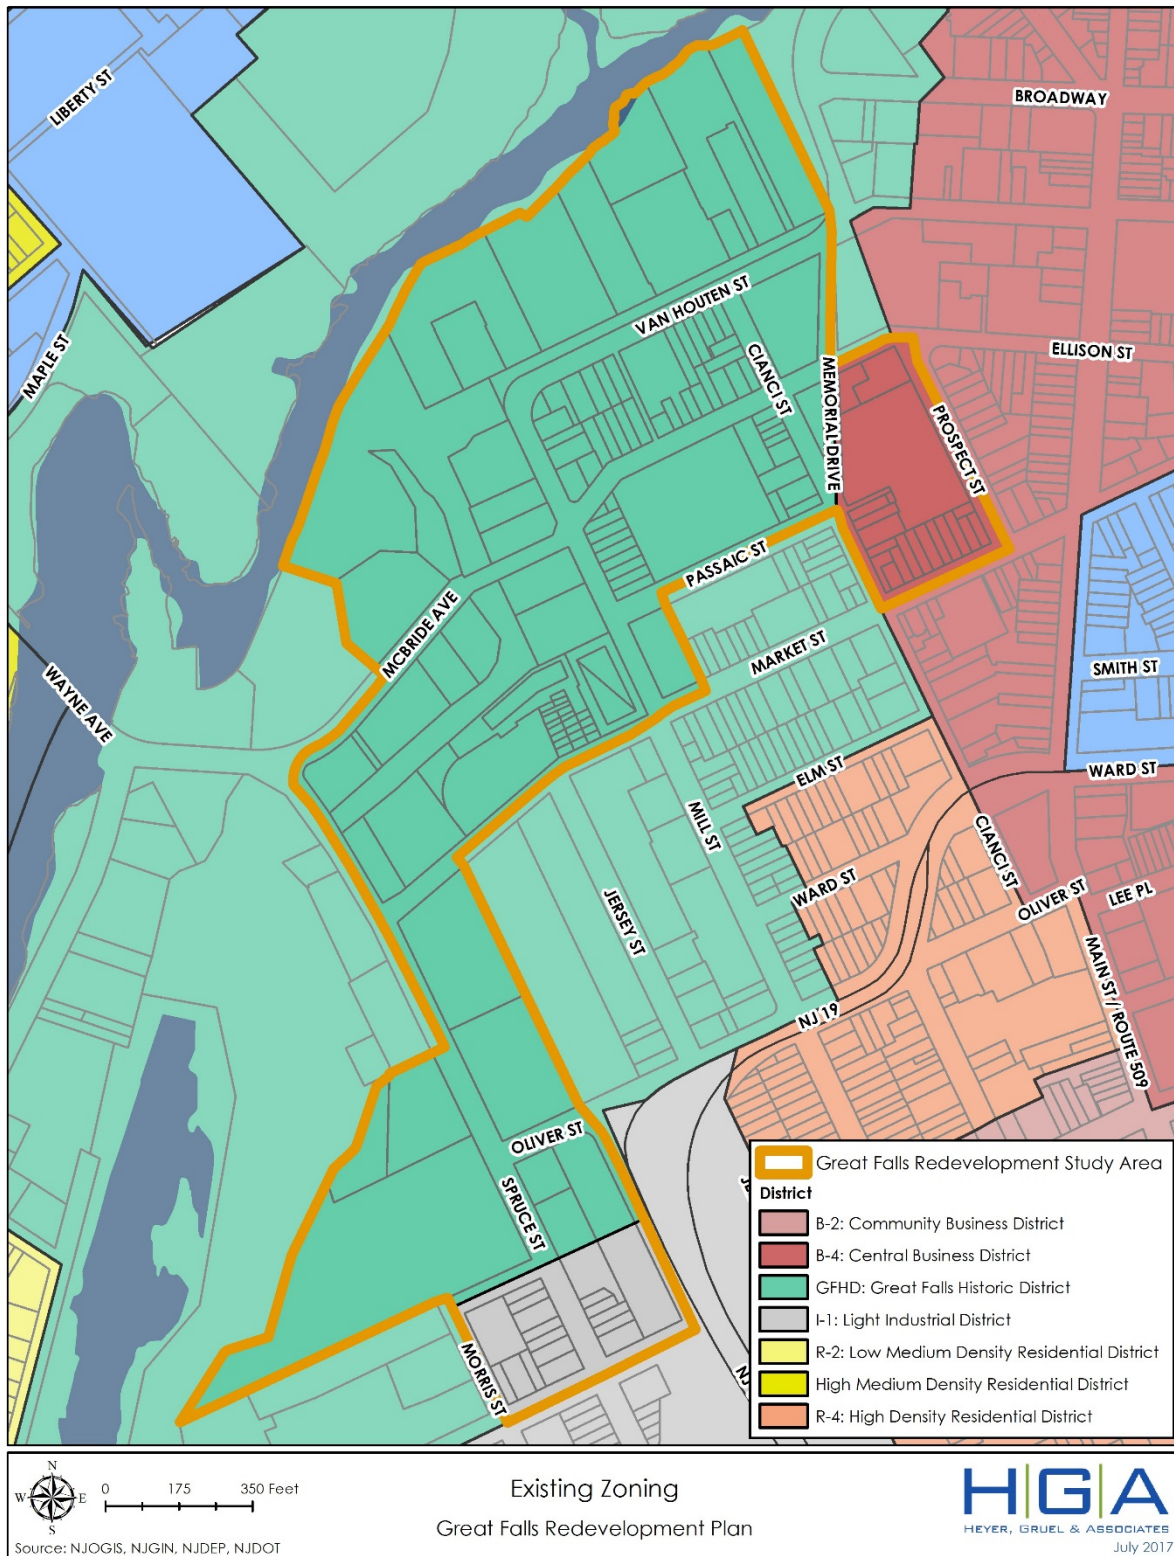 LIBERTY ST
BROADWAY
MAPLE ST
VAN HOUTEN ST
CIANCI ST
MEMORIAL DRIVE
ELLISON ST
PROSPECT ST
PASSAIC ST
MCBRIDE AVE
MARKET ST
WAYNE AVE
SMITH ST
ELM ST
WARD ST
MILL ST
CIANCI ST
WARD ST
JERSEY ST
OLIVER ST
LEE PL
MAIN ST / ROUTE 509
NJ 19
OLIVER ST
SPRUCE ST
MORRIS ST
Great Falls Redevelopment Study Area
District
B-2: Community Business District
B-4: Central Business District
GFHD: Great Falls Historic District
I-1: Light Industrial District
R-2: Low Medium Density Residential District
High Medium Density Residential District
R-4: High Density Residential District
N
W E
S
0 175 350 Feet
Source: NJOGIS, NJGIN, NJDEP, NJDOT
Existing Zoning
Great Falls Redevelopment Plan
H|G|A
HEYER, GRUEL & ASSOCIATES
July 2017